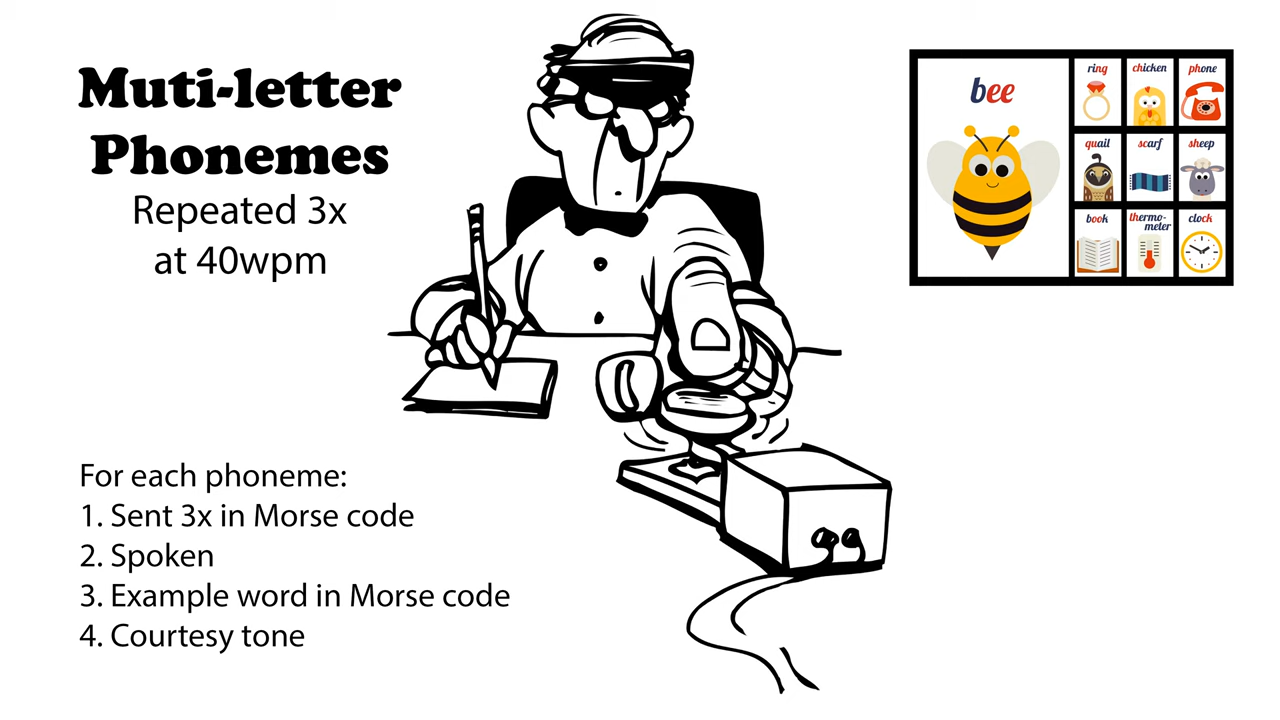 Muti-letter
Phonemes
Repeated 3x
at 40wpm
bee
ring
chicken
phone
quail
scarf
sheep
book
thermo-
meter
clock
For each phoneme:
1. Sent 3x in Morse code
2. Spoken
3. Example word in Morse code
4. Courtesy tone